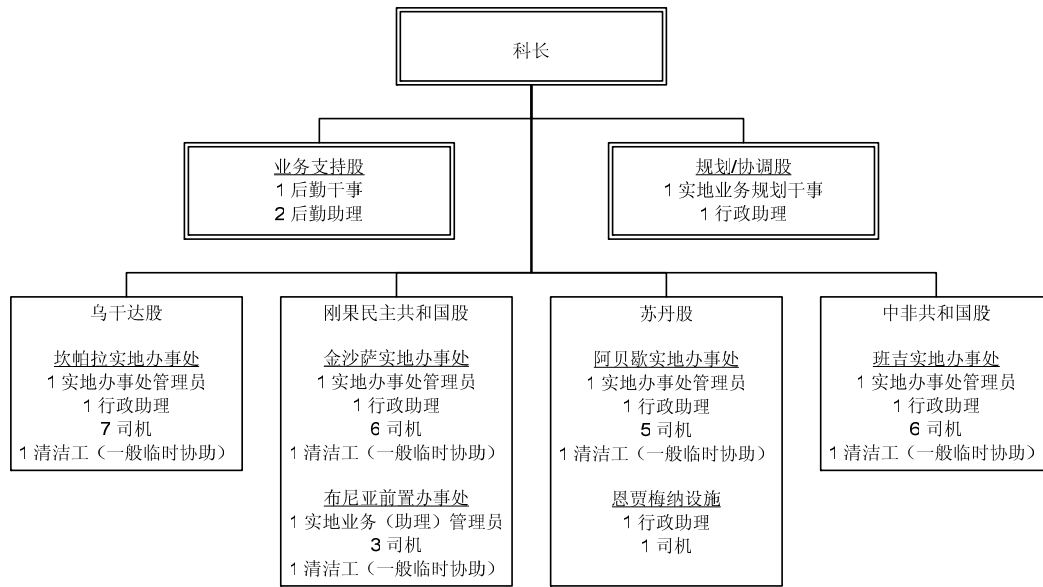 科长
业务支持股
1 后勤干事
2 后勤助理
规划/协调股
1 实地业务规划干事
1 行政助理
乌干达股
坎帕拉实地办事处
1 实地办事处管理员
1 行政助理
7 司机
1 清洁工（一般临时协助）
刚果民主共和国股
金沙萨实地办事处
1 实地办事处管理员
1 行政助理
6 司机
1 清洁工（一般临时协助）
布尼亚前置办事处
1 实地业务（助理）管理员
3 司机
1 清洁工（一般临时协助）
苏丹股
阿贝歇实地办事处
1 实地办事处管理员
1 行政助理
5 司机
1 清洁工（一般临时协助）
恩贾梅纳设施
1 行政助理
1 司机
中非共和国股
班吉实地办事处
1 实地办事处管理员
1 行政助理
6 司机
1 清洁工（一般临时协助）